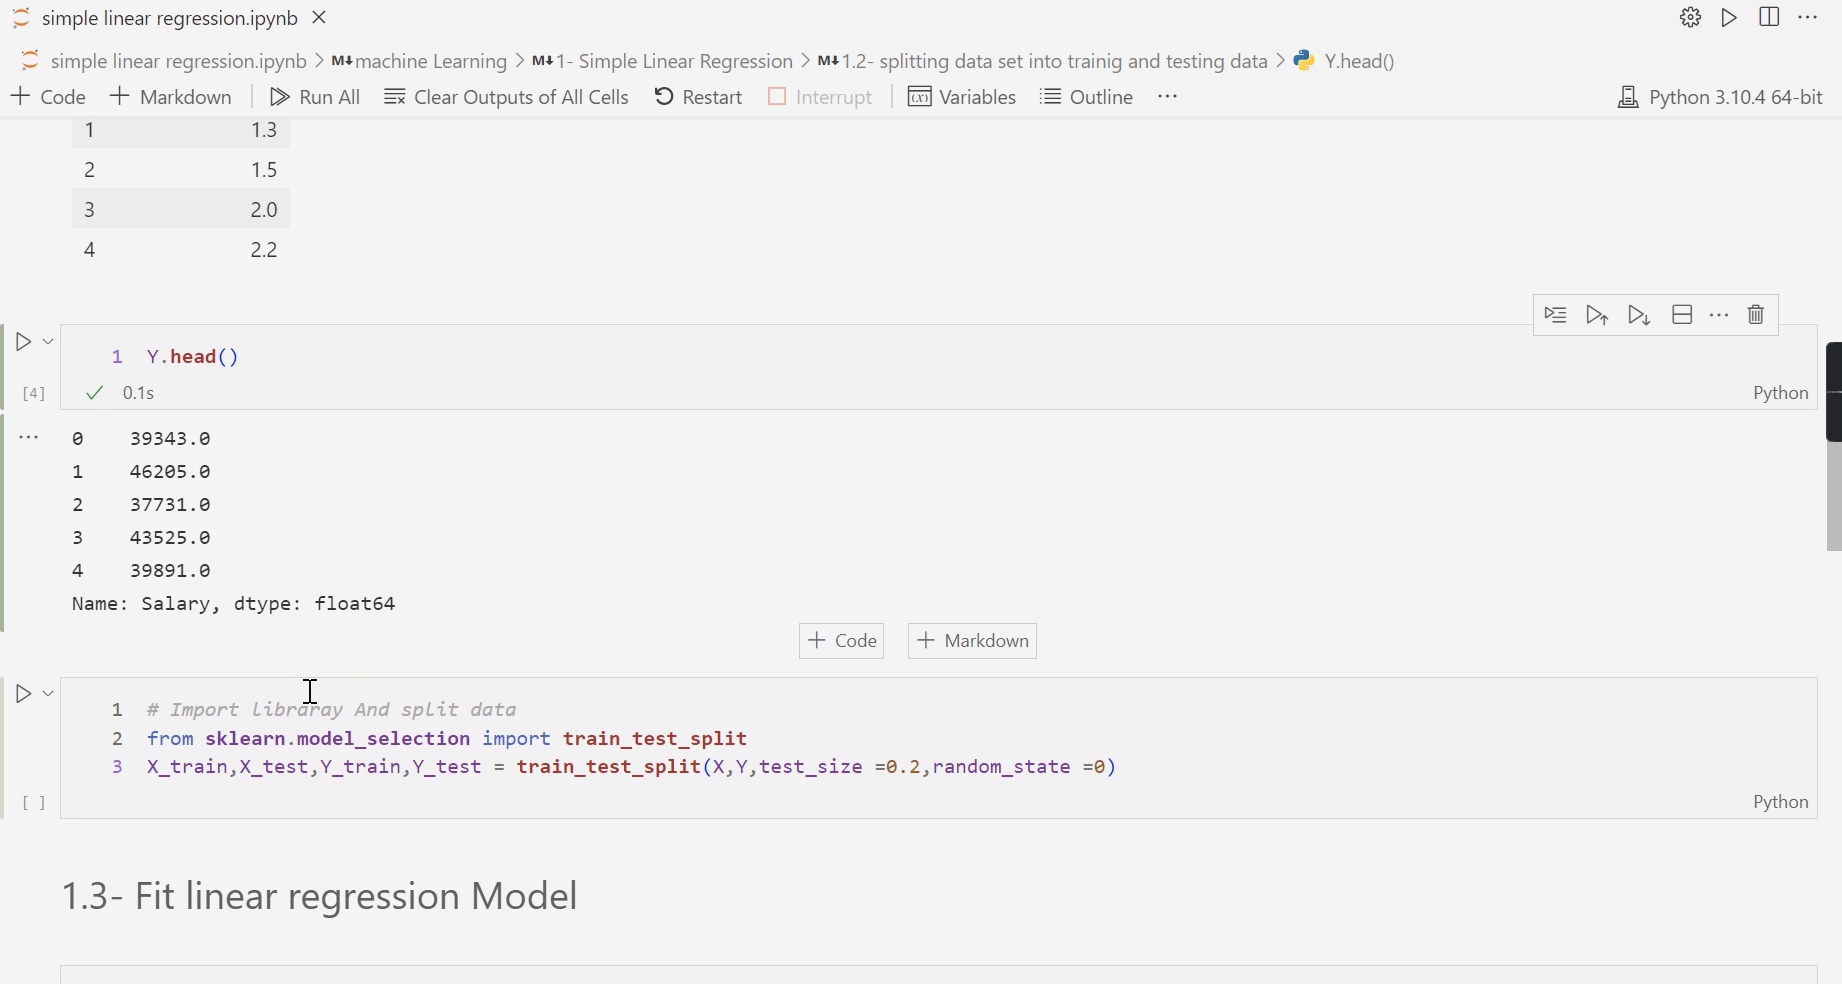 simple linear regression.ipynb
simple linear regression.ipynb > M↓machine Learning > M↓1- Simple Linear Regression > M↓1.2- splitting data set into trainig and testing data > Y.head()
+ Code + Markdown Run All Clear Outputs of All Cells Restart Interrupt Variables Outline ... Python 3.10.4 64-bit
1 1.3
2 1.5
3 2.0
4 2.2
1 Y.head()
[4] ✓ 0.1s Python
0 39343.0
1 46205.0
2 37731.0
3 43525.0
4 39891.0
Name: Salary, dtype: float64
+ Code + Markdown
1 # Import libraray And split data
2 from sklearn.model_selection import train_test_split
3 X_train,X_test,Y_train,Y_test = train_test_split(X,Y,test_size =0.2,random_state =0)
[ ] Python
1.3- Fit linear regression Model